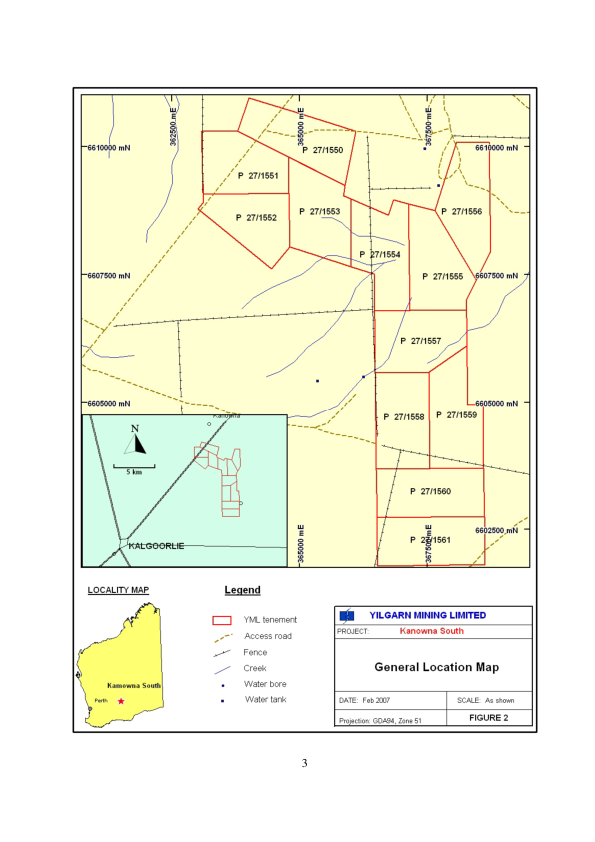 362500 mE
365000 mE
367500 mE
6610000 mN
6610000 mN
P 27/1550
P 27/1551
P 27/1552
P 27/1553
P 27/1556
P 27/1554
6607500 mN
P 27/1555
6607500 mN
P 27/1557
6605000 mN
6605000 mN
P 27/1558
P 27/1559
Kanowna
N
5 km
P 27/1560
KALGOORLIE
365000 mE
367500 mE
6602500 mN
P 27/1561
LOCALITY MAP
Kamowna South
Perth
Legend
YML tenement
Access road
Fence
Creek
Water bore
Water tank
YILGARN MINING LIMITED
PROJECT: Kanowna South
General Location Map
DATE: Feb 2007
SCALE: As shown
Projection: GDA94, Zone 51
FIGURE 2
3